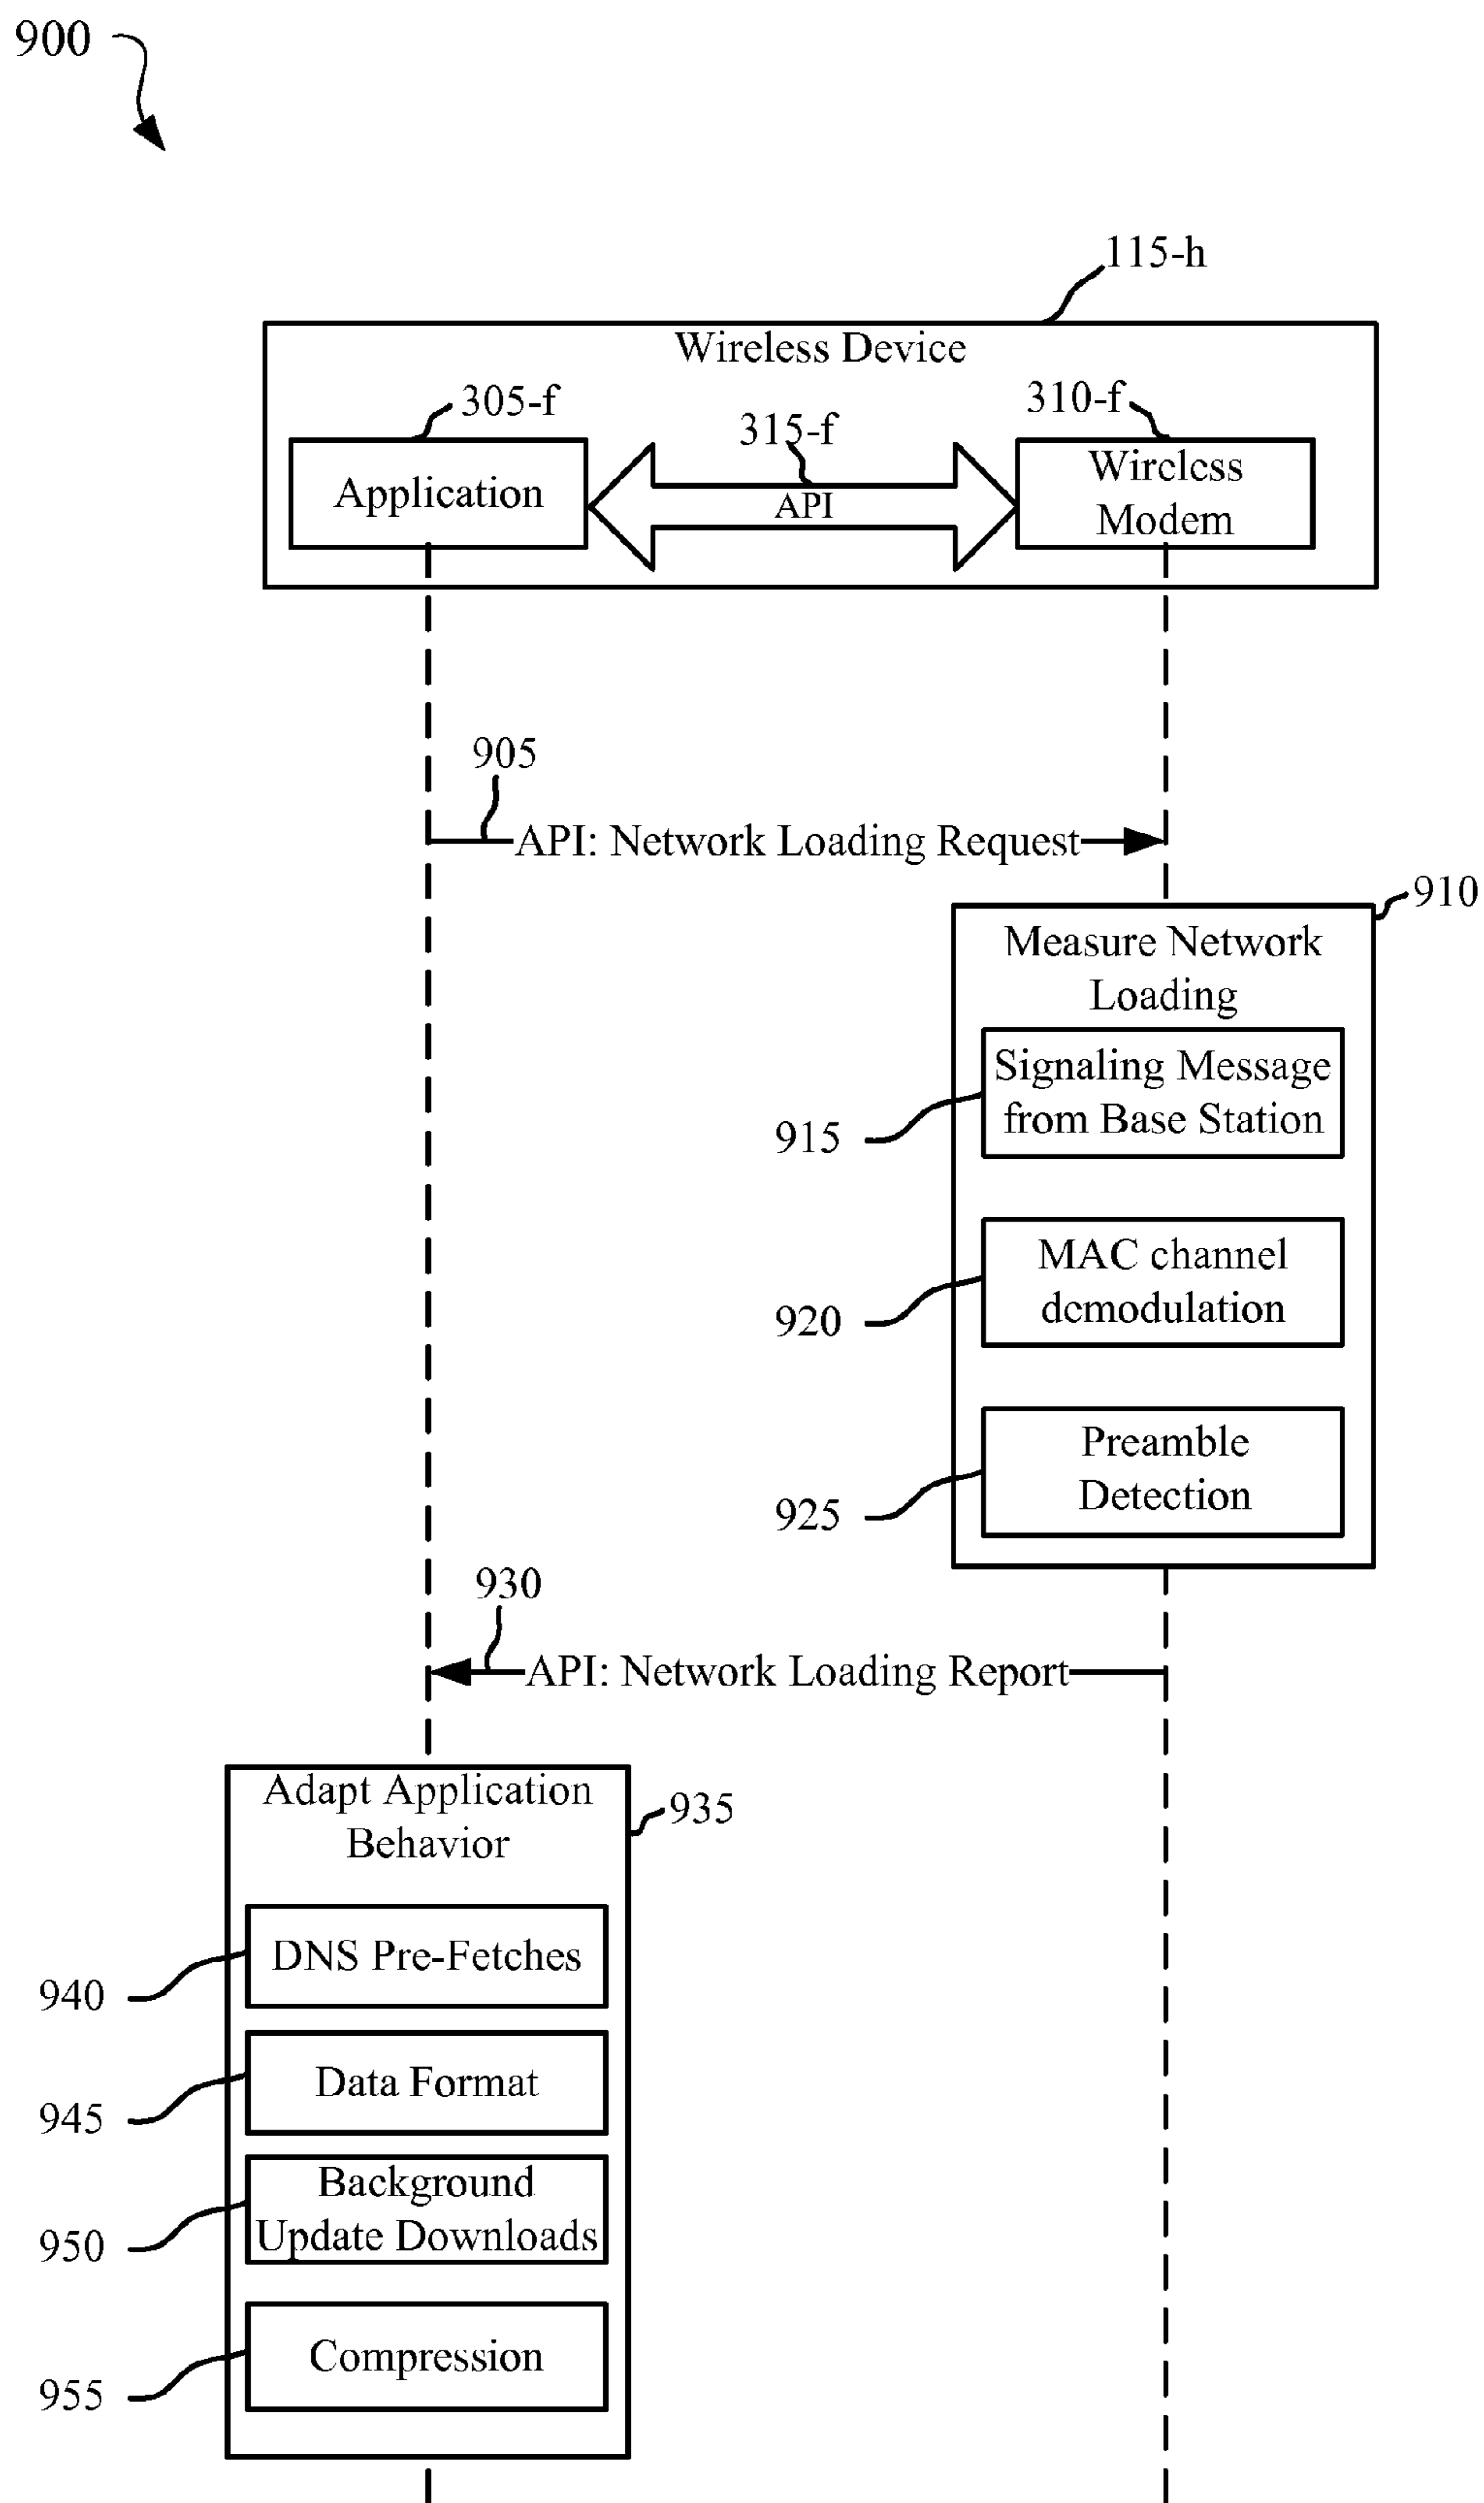 900
115-h
Wireless Device
305-f
315-f
310-f
Application
API
Wireless
Modem
905
API: Network Loading Request
910
Measure Network
Loading
Signaling Message
from Base Station
915
MAC channel
demodulation
920
Preamble
Detection
925
930
API: Network Loading Report
Adapt Application
Behavior
935
DNS Pre-Fetches
940
Data Format
945
Background
Update Downloads
950
Compression
955